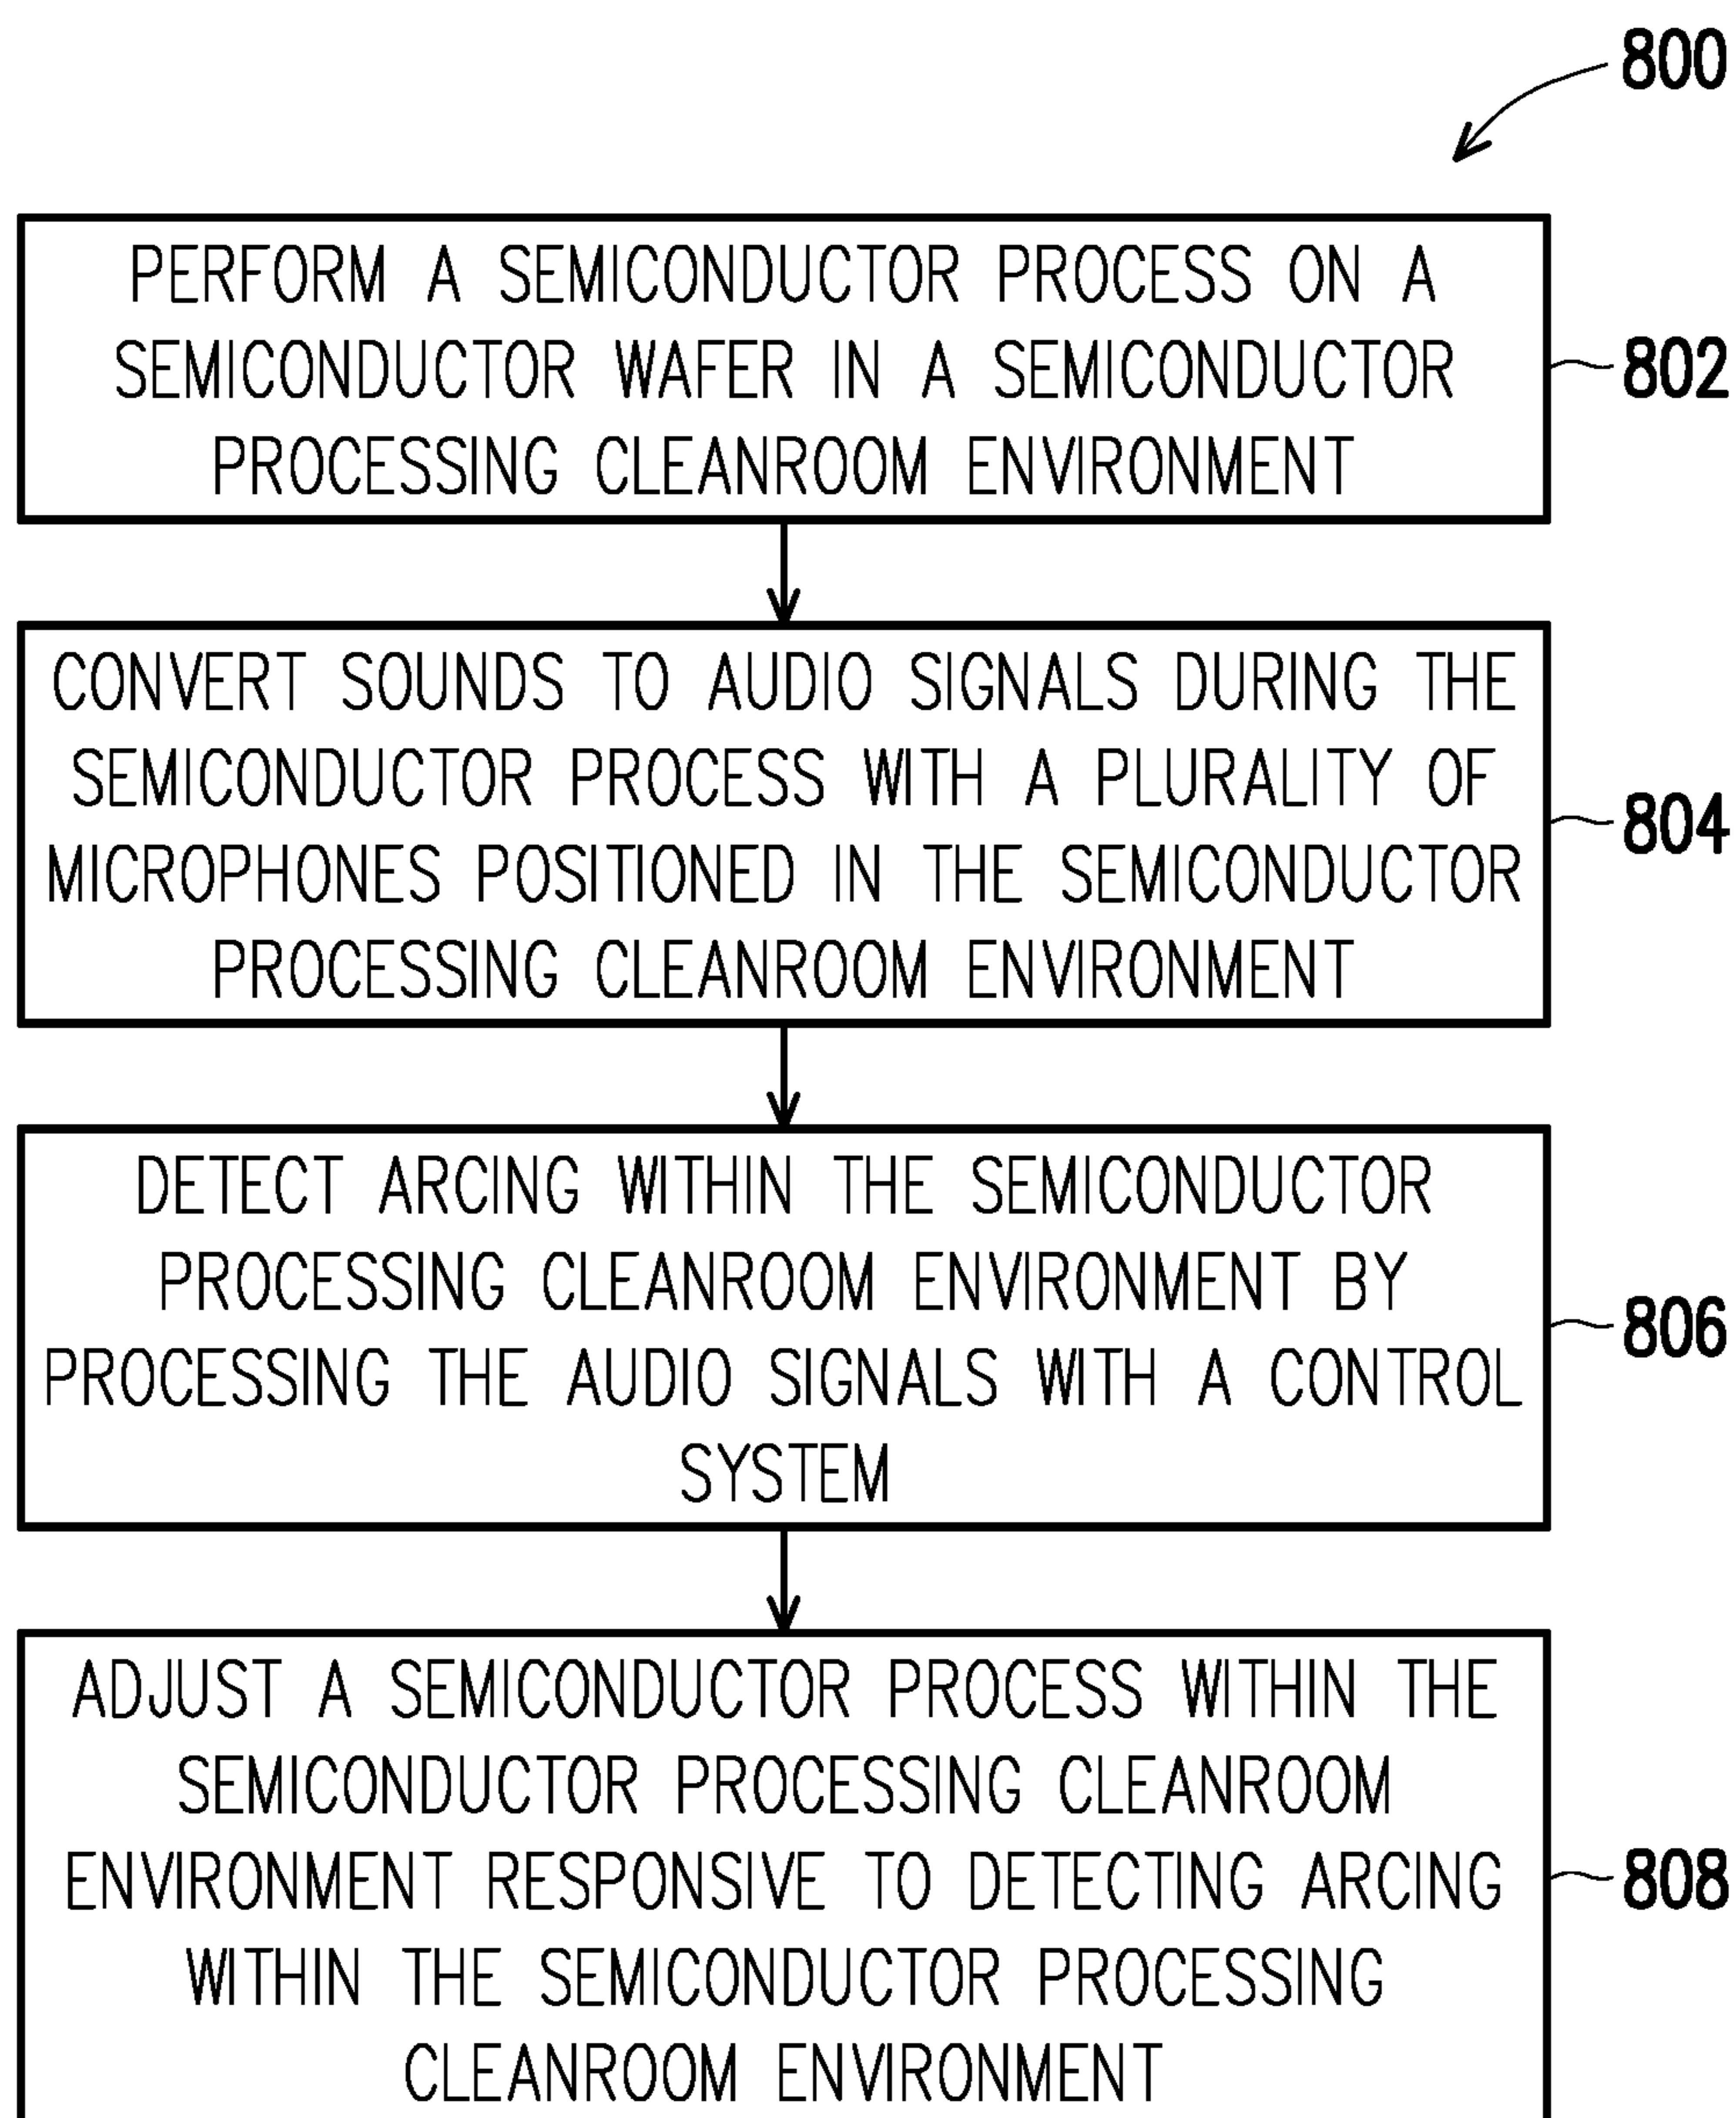 800
PERFORM A SEMICONDUCTOR PROCESS ON A
SEMICONDUCTOR WAFER IN A SEMICONDUCTOR
PROCESSING CLEANROOM ENVIRONMENT
802
CONVERT SOUNDS TO AUDIO SIGNALS DURING THE
SEMICONDUCTOR PROCESS WITH A PLURALITY OF
MICROPHONES POSITIONED IN THE SEMICONDUCTOR
PROCESSING CLEANROOM ENVIRONMENT
804
DETECT ARCING WITHIN THE SEMICONDUCTOR
PROCESSING CLEANROOM ENVIRONMENT BY
PROCESSING THE AUDIO SIGNALS WITH A CONTROL
SYSTEM
806
ADJUST A SEMICONDUCTOR PROCESS WITHIN THE
SEMICONDUCTOR PROCESSING CLEANROOM
ENVIRONMENT RESPONSIVE TO DETECTING ARCING
WITHIN THE SEMICONDUCTOR PROCESSING
CLEANROOM ENVIRONMENT
808